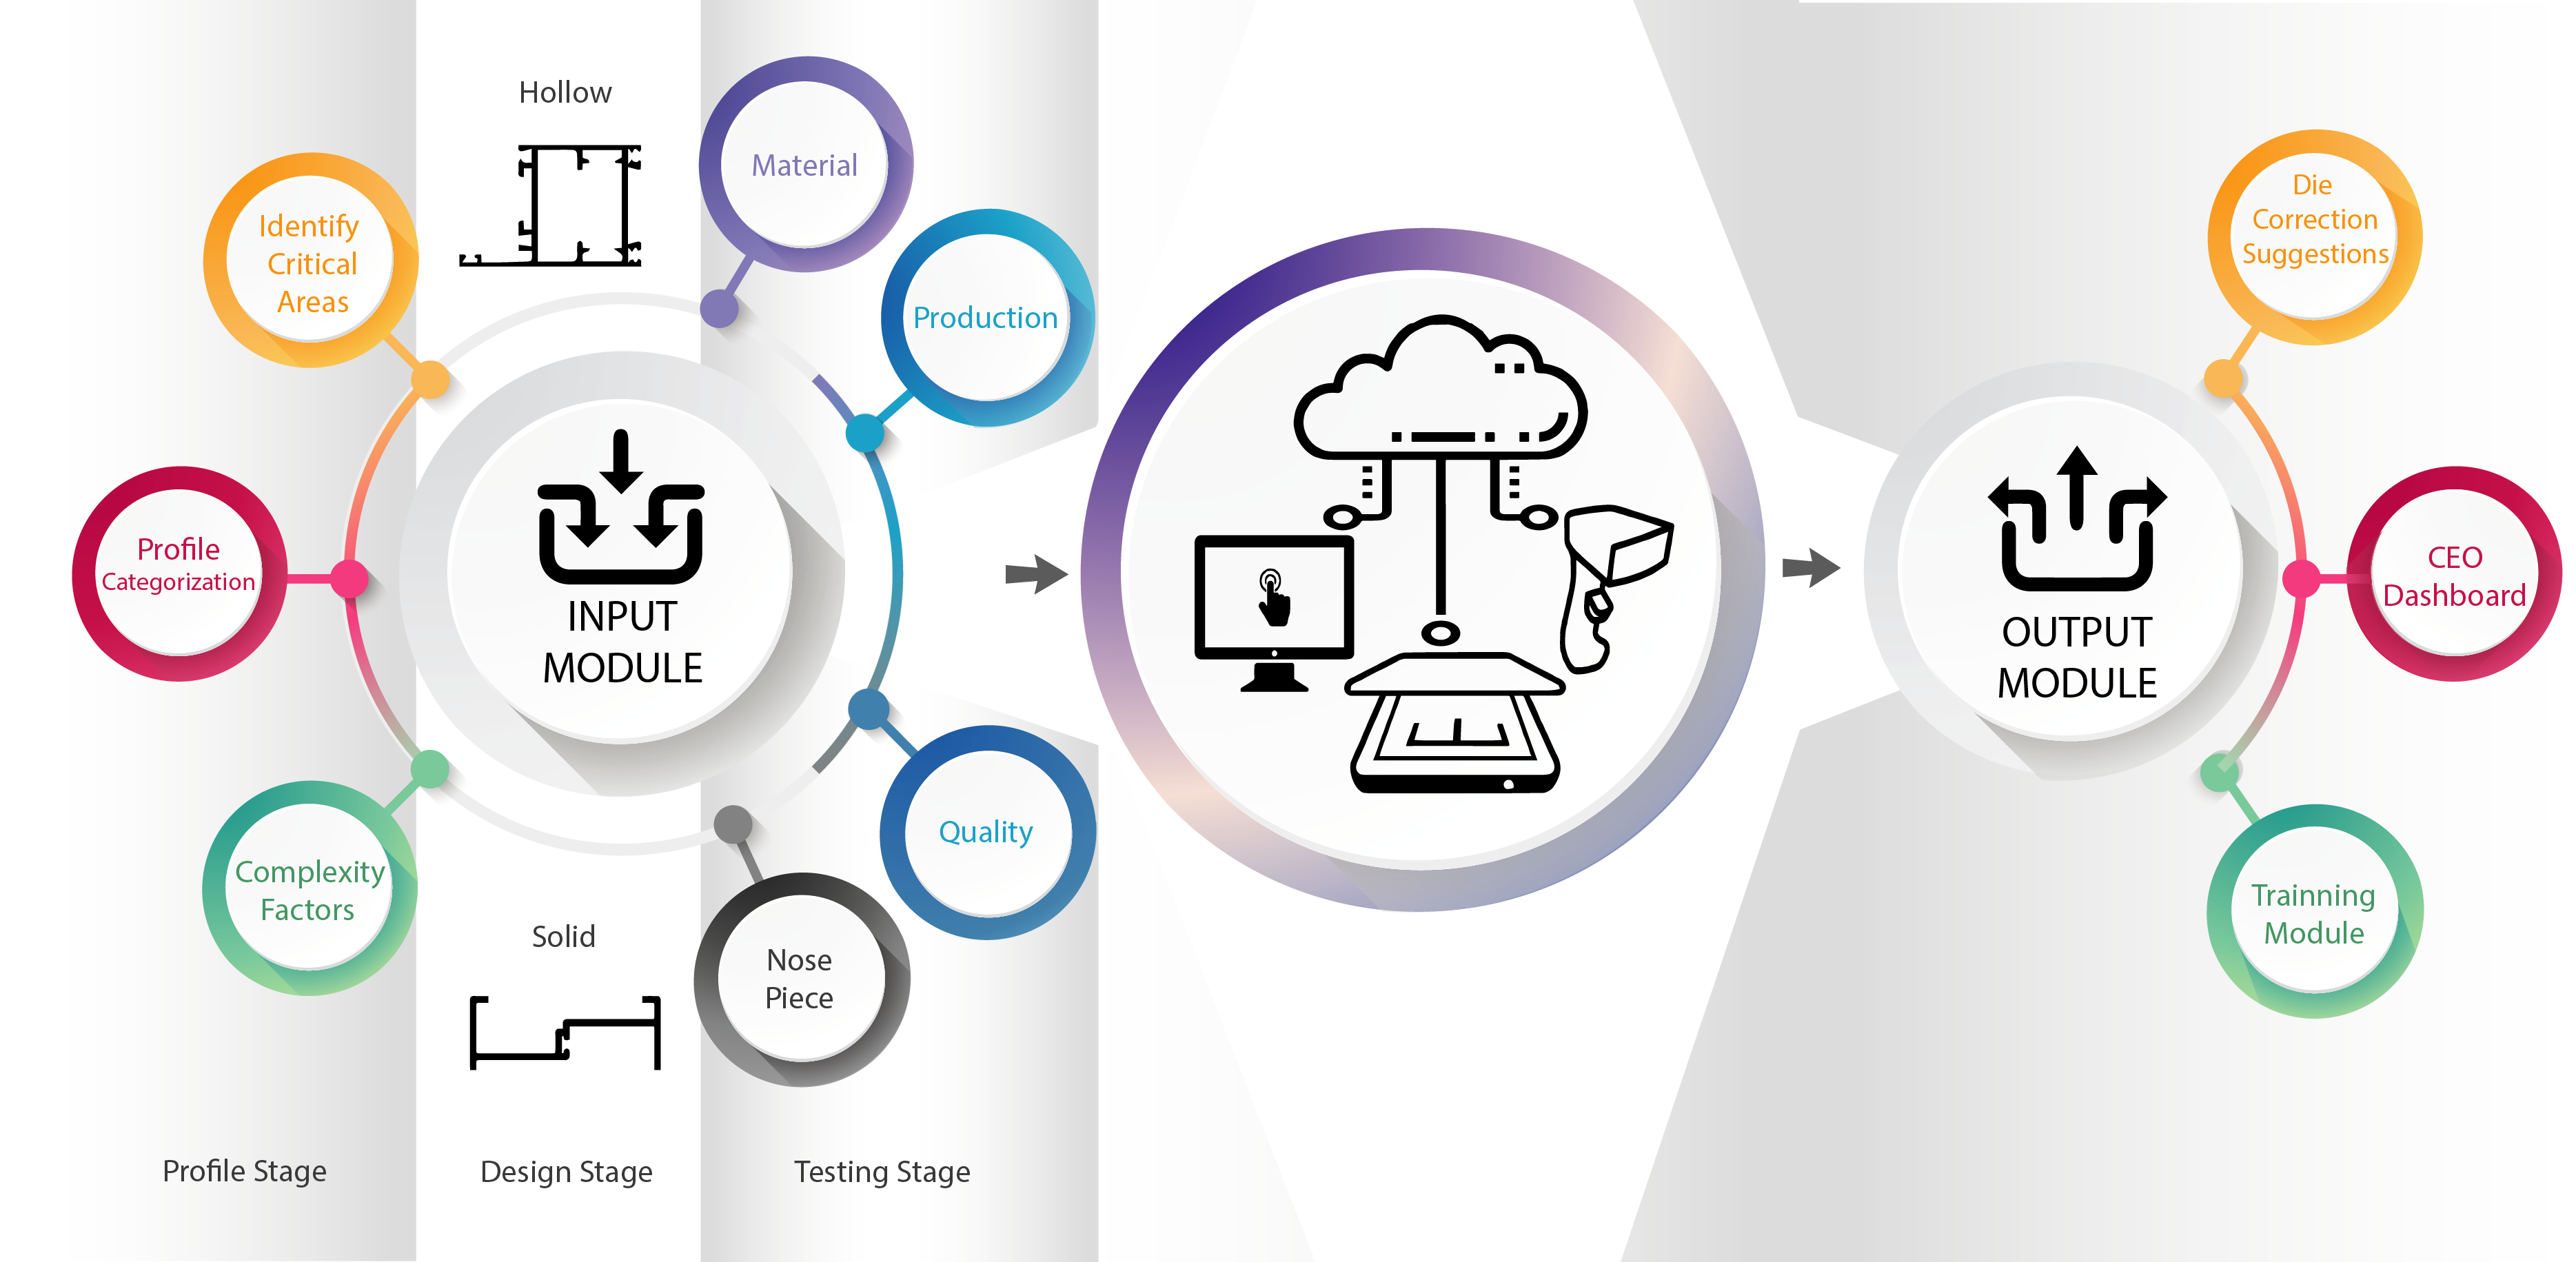 Hollow
Material
Production
Identify
Critical
Areas
Profile
Categorization
Complexity
Factors
INPUT
MODULE
Quality
Nose
Piece
Solid
Profile Stage
Design Stage
Testing Stage
OUTPUT
MODULE
Die
Correction
Suggestions
CEO
Dashboard
Trainning
Module